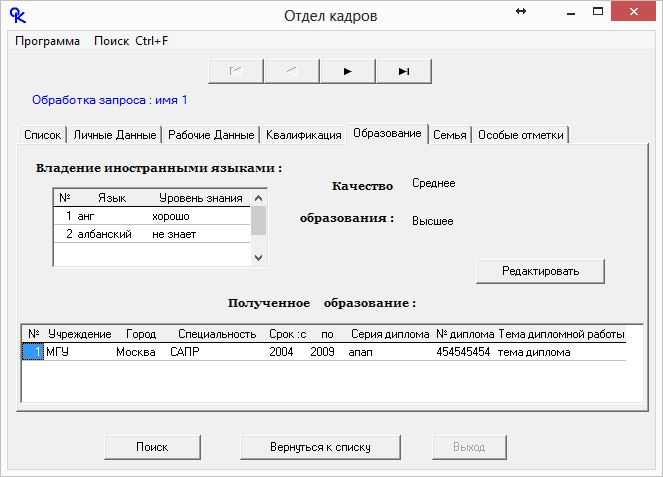 Отдел кадров
Программа Поиск Ctrl+F
Обработка запроса : имя 1
Список Личные Данные Рабочие Данные Квалификация Образование Семья Особые отметки
Владение иностранными языками :
№ Язык Уровень знания
1 анг хорошо
2 албанский не знает
Качество образования :
Среднее
Высшее
Редактировать
Полученное образование :
№ Учреждение Город Специальность Срок :с по Серия диплома № диплома Тема дипломной работы
1 МГУ Москва САПР 2004 2009 апап 454545454 тема диплома
Поиск Вернуться к списку Выход